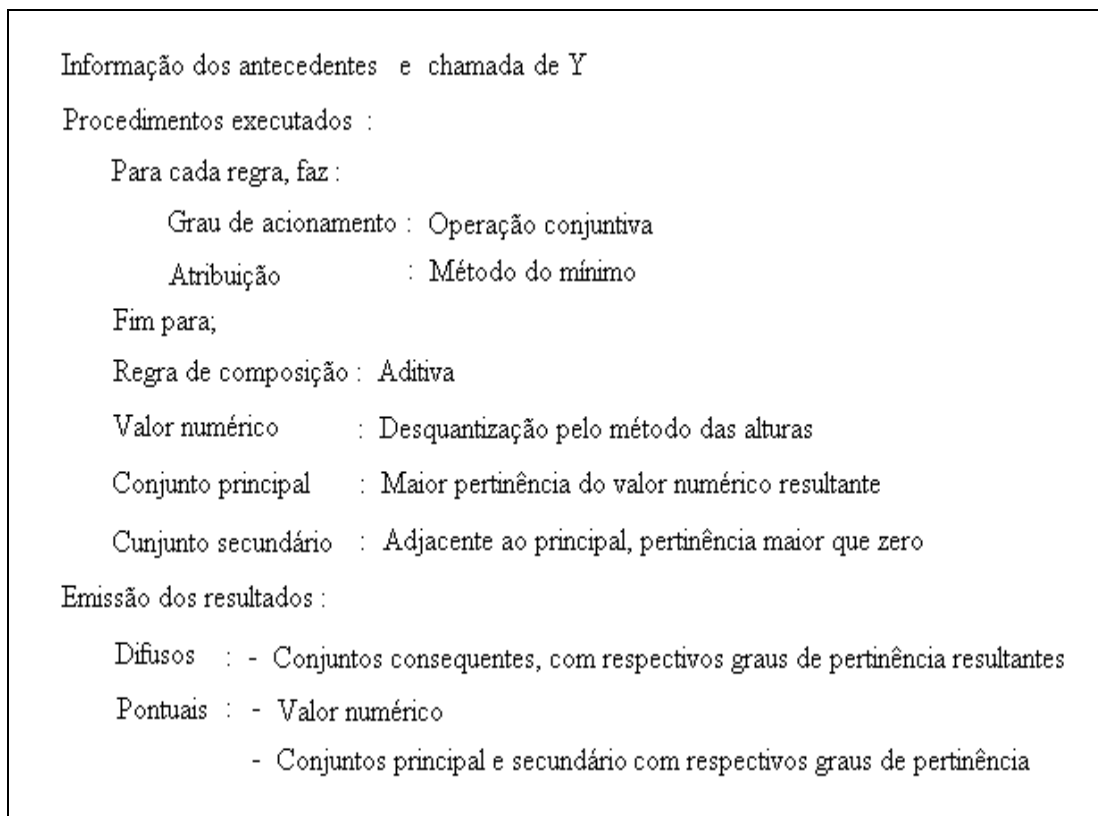 Informação dos antecedentes e chamada de Y
Procedimentos executados :
Para cada regra, faz :
Grau de acionamento : Operação conjuntiva
Atribuição : Método do mínimo
Fim para;
Regra de composição : Aditiva
Valor numérico : Desquantização pelo método das alturas
Conjunto principal : Maior pertinência do valor numérico resultante
Cunjunto secundário : Adjacente ao principal, pertinência maior que zero
Emissão dos resultados :
Difusos : - Conjuntos consequentes, com respectivos graus de pertinência resultantes
Pontuais : - Valor numérico
- Conjuntos principal e secundário com respectivos graus de pertinência